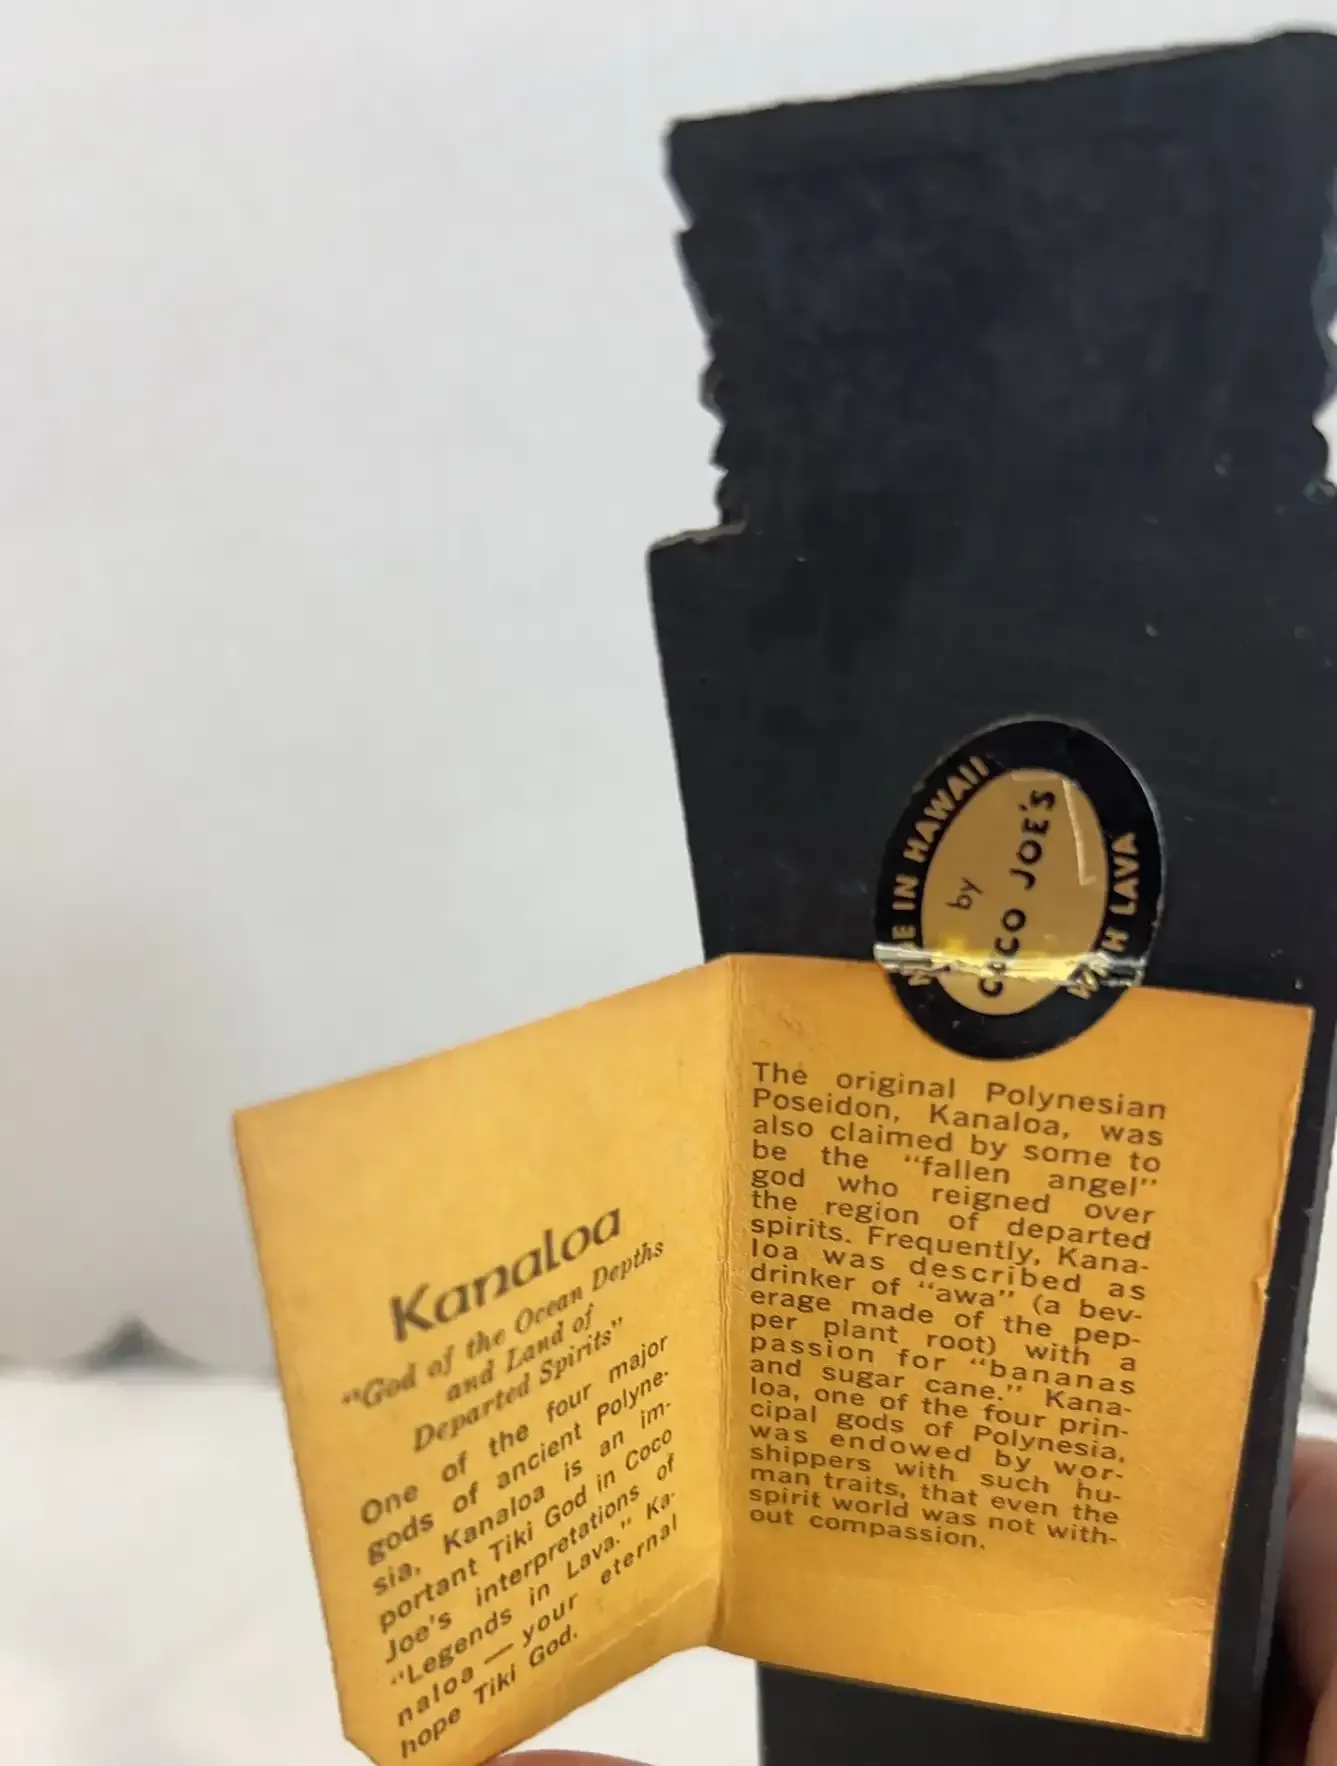 MADE IN HAWAII
by
COCO JOE'S
WITH LAVA
Kanaloa
"God of the Ocean Depths
and Land of
Departed Spirits"
One of the four major
gods of ancient Polyne-
sia, Kanaloa is an im-
portant Tiki God in Coco
Joe's interpretations of
"Legends in Lava." Ka-
naloa — your eternal
hope Tiki God.
The original Polynesian
Poseidon, Kanaloa, was
also claimed by some to
be the "fallen angel"
god who reigned over
the region of departed
spirits. Frequently, Kana-
loa was described as
drinker of "awa" (a bev-
erage made of the pep-
per plant root) with a
passion for "bananas
and sugar cane." Kana-
loa, one of the four prin-
cipal gods of Polynesia,
was endowed by wor-
shippers with such hu-
man traits, that even the
spirit world was not with-
out compassion.